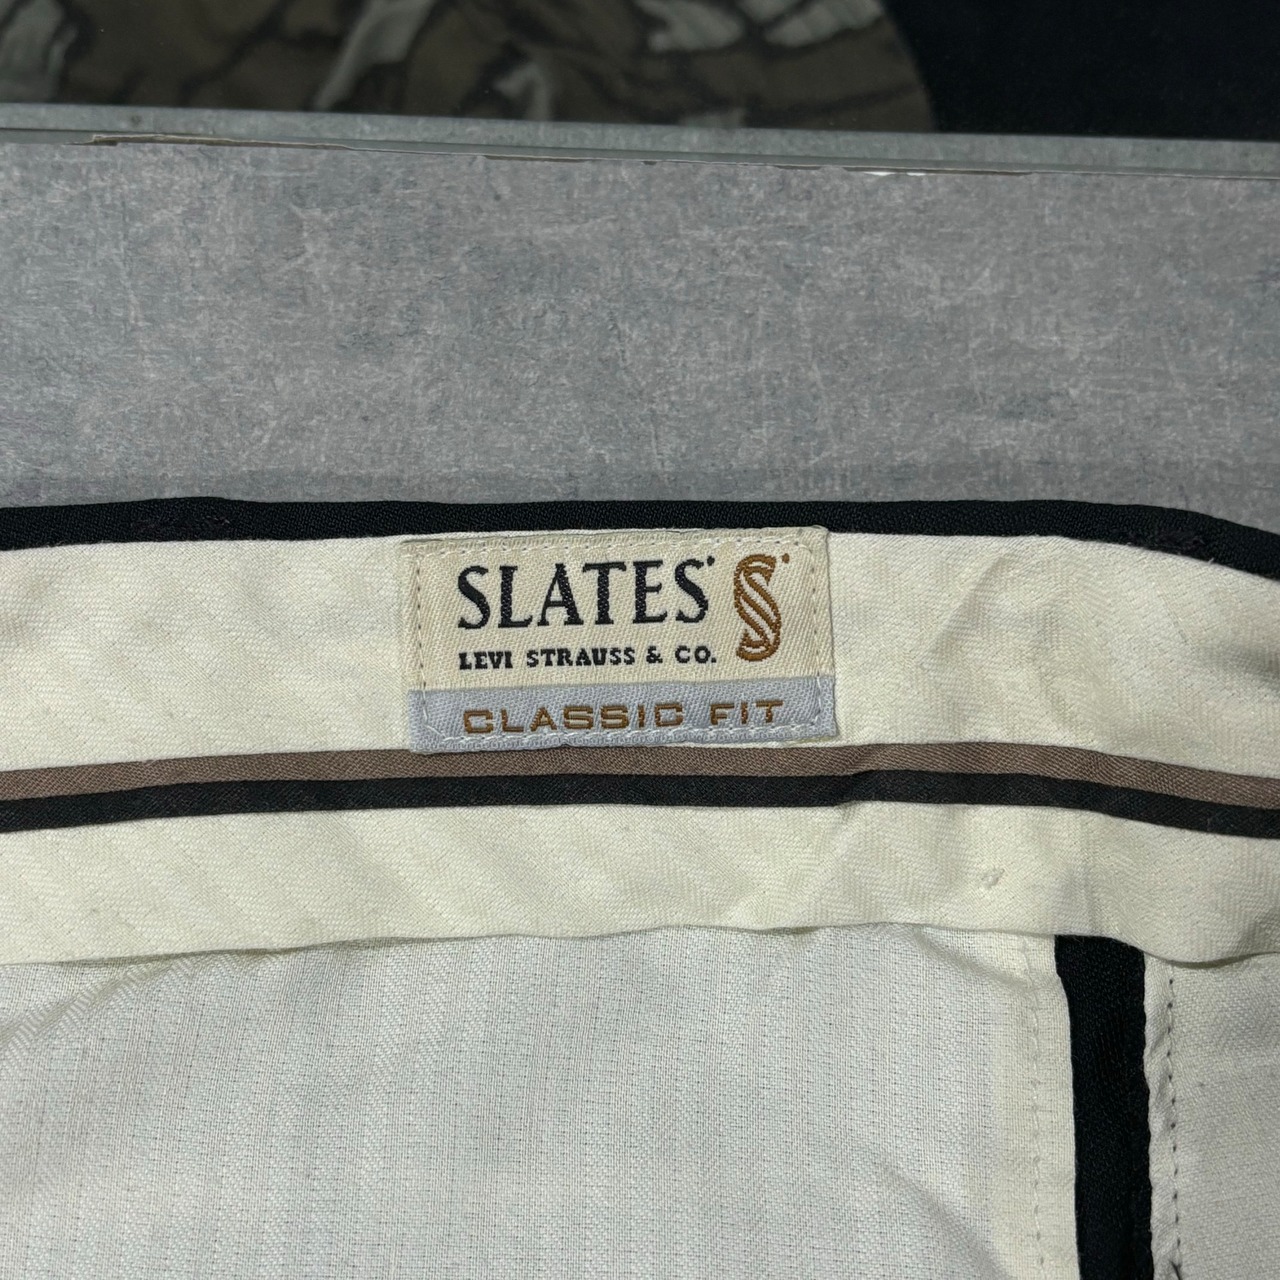 SLATES® S
LEVI STRAUSS & CO.
CLASSIC FIT